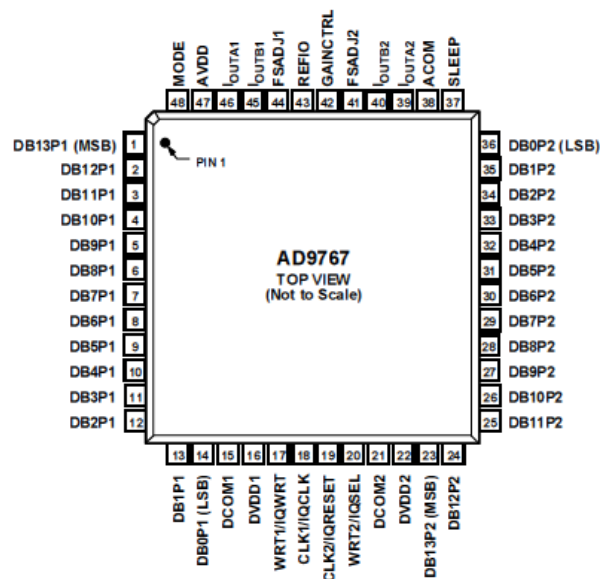 MODE
AVDD
IOUTA1
IOUTB1
FSADJ1
REFIO
GAINCTRL
FSADJ2
IOUTB2
IOUTA2
ACOM
SLEEP
48 47 46 45 44 43 42 41 40 39 38 37
DB13P1 (MSB) 1
DB12P1 2
DB11P1 3
DB10P1 4
DB9P1 5
DB8P1 6
DB7P1 7
DB6P1 8
DB5P1 9
DB4P1 10
DB3P1 11
DB2P1 12
PIN 1
AD9767
TOP VIEW
(Not to Scale)
36 DB0P2 (LSB)
35 DB1P2
34 DB2P2
33 DB3P2
32 DB4P2
31 DB5P2
30 DB6P2
29 DB7P2
28 DB8P2
27 DB9P2
26 DB10P2
25 DB11P2
13 14 15 16 17 18 19 20 21 22 23 24
DB1P1
DB0P1 (LSB)
DCOM1
DVDD1
WRT1/IQWRT
CLK1/IQCLK
CLK2/IQRESET
WRT2/IQSEL
DCOM2
DVDD2
DB13P2 (MSB)
DB12P2